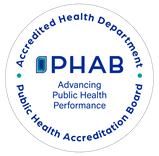 Accredited Health Department
PHAB
Advancing
Public Health
Performance
Public Health Accreditation Board